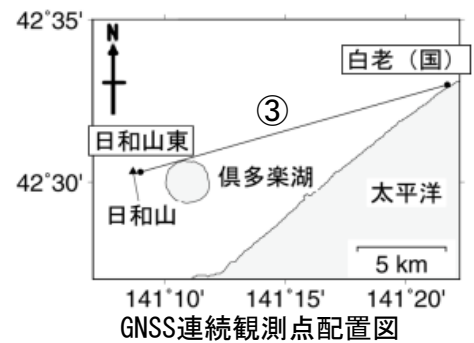 42˚35'
N
白老（国）
③
日和山東
俱多楽湖
42˚30'
日和山
太平洋
5 km
141˚10'
141˚15'
141˚20'
GNSS連続観測点配置図